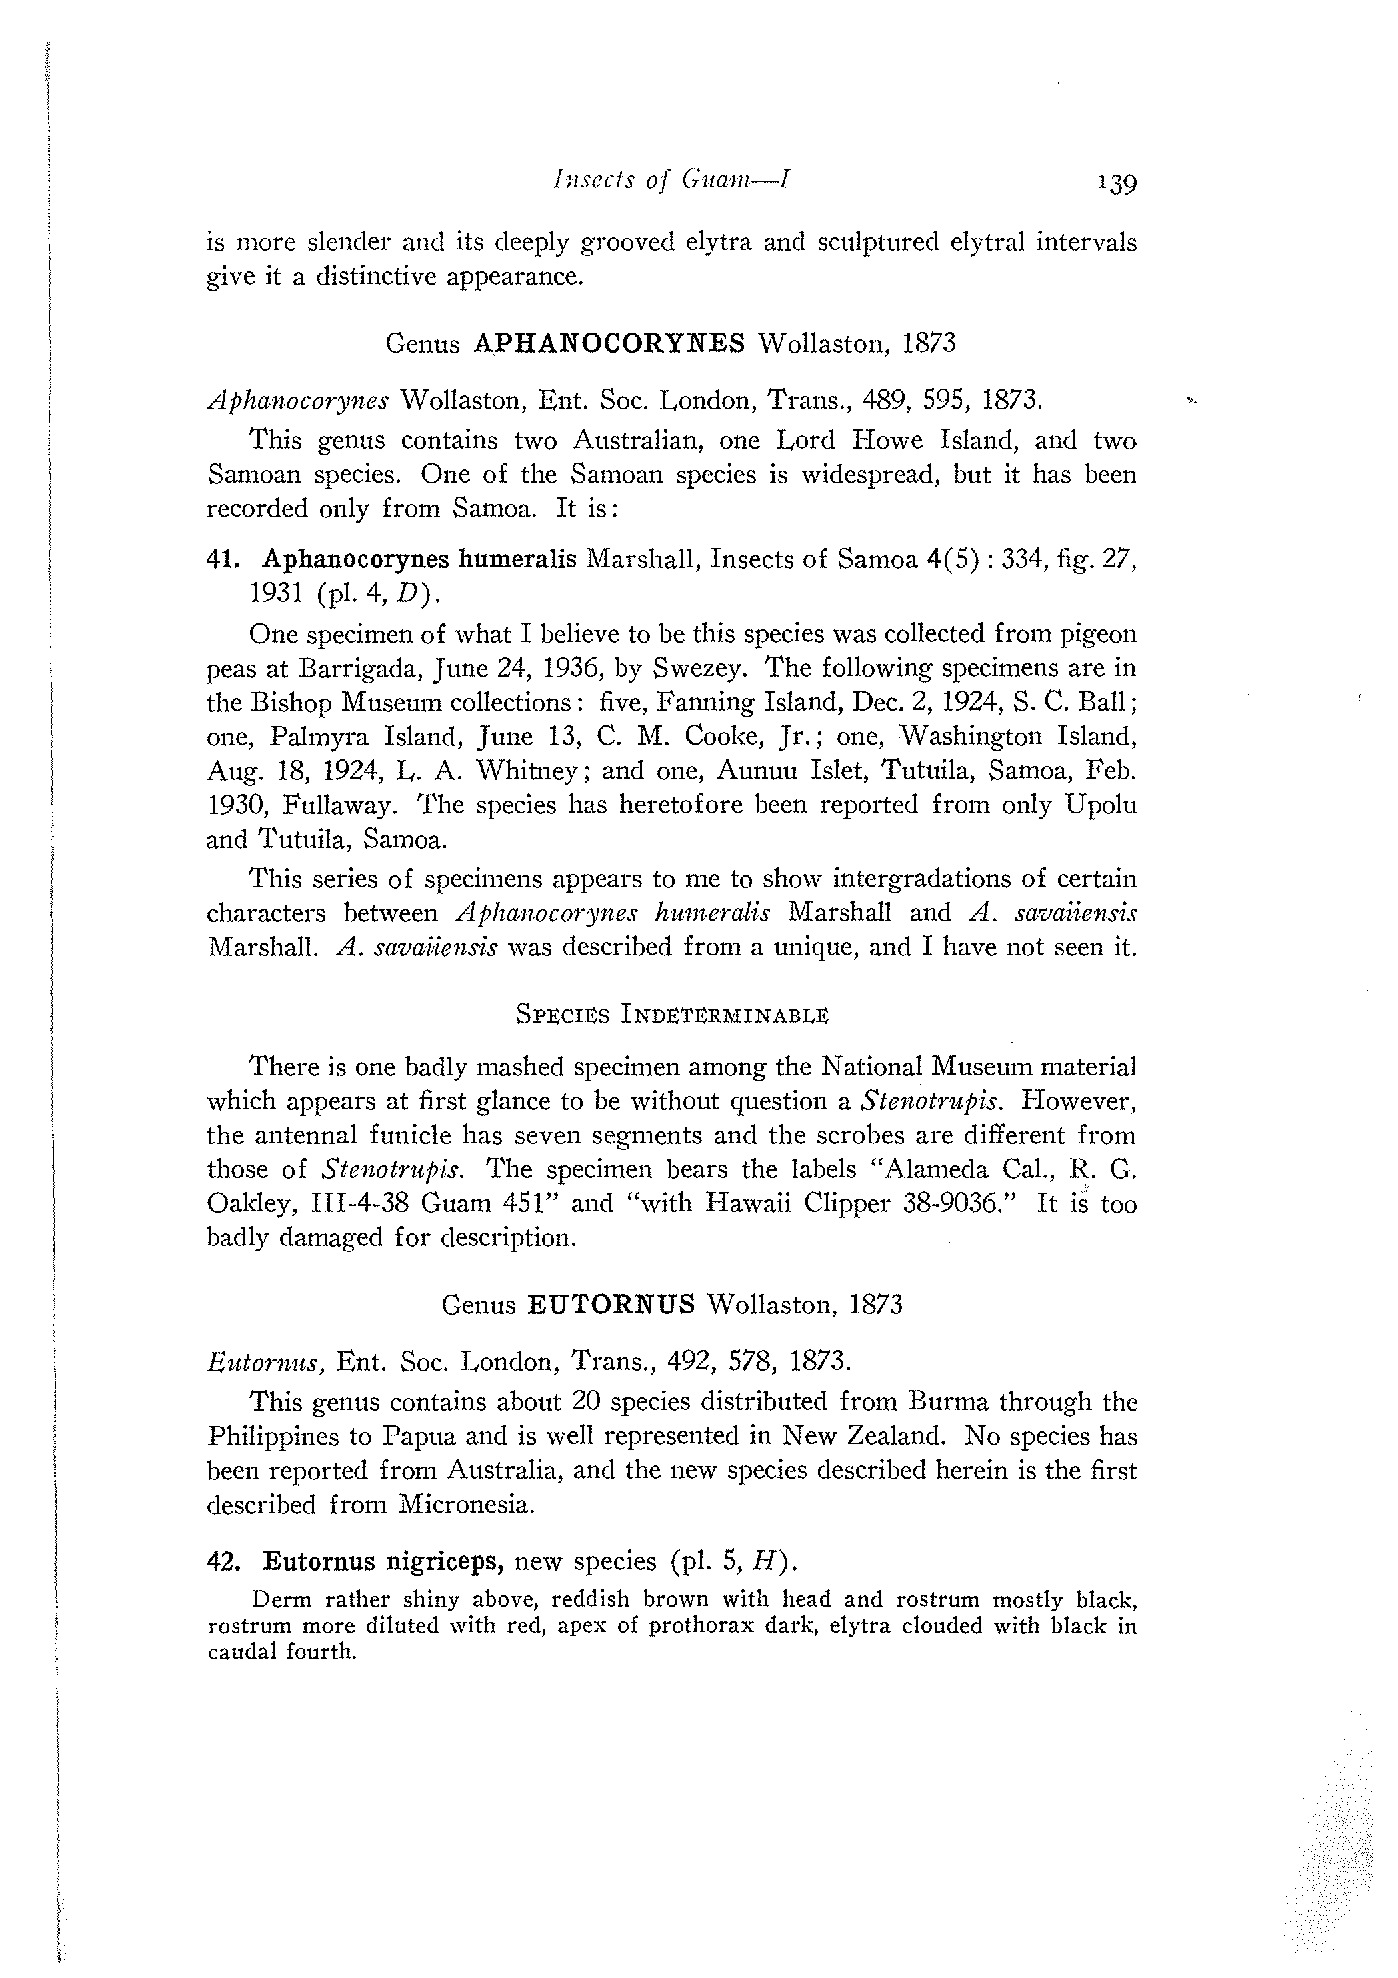 Insects of Guam—I 139
is more slender and its deeply grooved elytra and sculptured elytral intervals
give it a distinctive appearance.
Genus APHANOCORYNES Wollaston, 1873
Aphanocorynes Wollaston, Ent. Soc. London, Trans., 489, 595, 1873.
This genus contains two Australian, one Lord Howe Island, and two
Samoan species. One of the Samoan species is widespread, but it has been
recorded only from Samoa. It is:
41. Aphanocorynes humeralis Marshall, Insects of Samoa 4(5) : 334, fig. 27,
1931 (pl. 4, D).
One specimen of what I believe to be this species was collected from pigeon
peas at Barrigada, June 24, 1936, by Swezey. The following specimens are in
the Bishop Museum collections: five, Fanning Island, Dec. 2, 1924, S. C. Ball;
one, Palmyra Island, June 13, C. M. Cooke, Jr.; one, Washington Island,
Aug. 18, 1924, L. A. Whitney; and one, Aunuu Islet, Tutuila, Samoa, Feb.
1930, Fullaway. The species has heretofore been reported from only Upolu
and Tutuila, Samoa.
This series of specimens appears to me to show intergradations of certain
characters between Aphanocorynes humeralis Marshall and A. savaiiensis
Marshall. A. savaiiensis was described from a unique, and I have not seen it.
SPECIES INDETERMINABLE
There is one badly mashed specimen among the National Museum material
which appears at first glance to be without question a Stenotrupis. However,
the antennal funicle has seven segments and the scrobes are different from
those of Stenotrupis. The specimen bears the labels "Alameda Cal., R. G.
Oakley, III-4-38 Guam 451" and "with Hawaii Clipper 38-9036." It is too
badly damaged for description.
Genus EUTORNUS Wollaston, 1873
Eutornus, Ent. Soc. London, Trans., 492, 578, 1873.
This genus contains about 20 species distributed from Burma through the
Philippines to Papua and is well represented in New Zealand. No species has
been reported from Australia, and the new species described herein is the first
described from Micronesia.
42. Eutornus nigriceps, new species (pl. 5, H).
Derm rather shiny above, reddish brown with head and rostrum mostly black,
rostrum more diluted with red, apex of prothorax dark, elytra clouded with black in
caudal fourth.